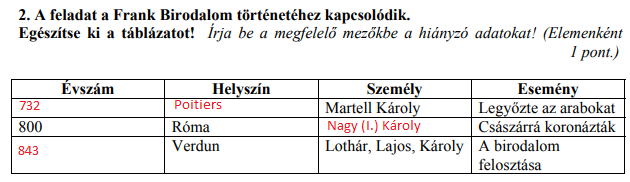 2. A feladat a Frank Birodalom történetéhez kapcsolódik.
Egészítse ki a táblázatot! Írja be a megfelelő mezőkbe a hiányzó adatokat! (Elemenként
1 pont.)
Évszám Helyszín Személy Esemény
732 Poitiers Martell Károly Legyőzte az arabokat
800 Róma Nagy (I.) Károly Császárrá koronázták
843 Verdun Lothár, Lajos, Károly A birodalom
felosztása